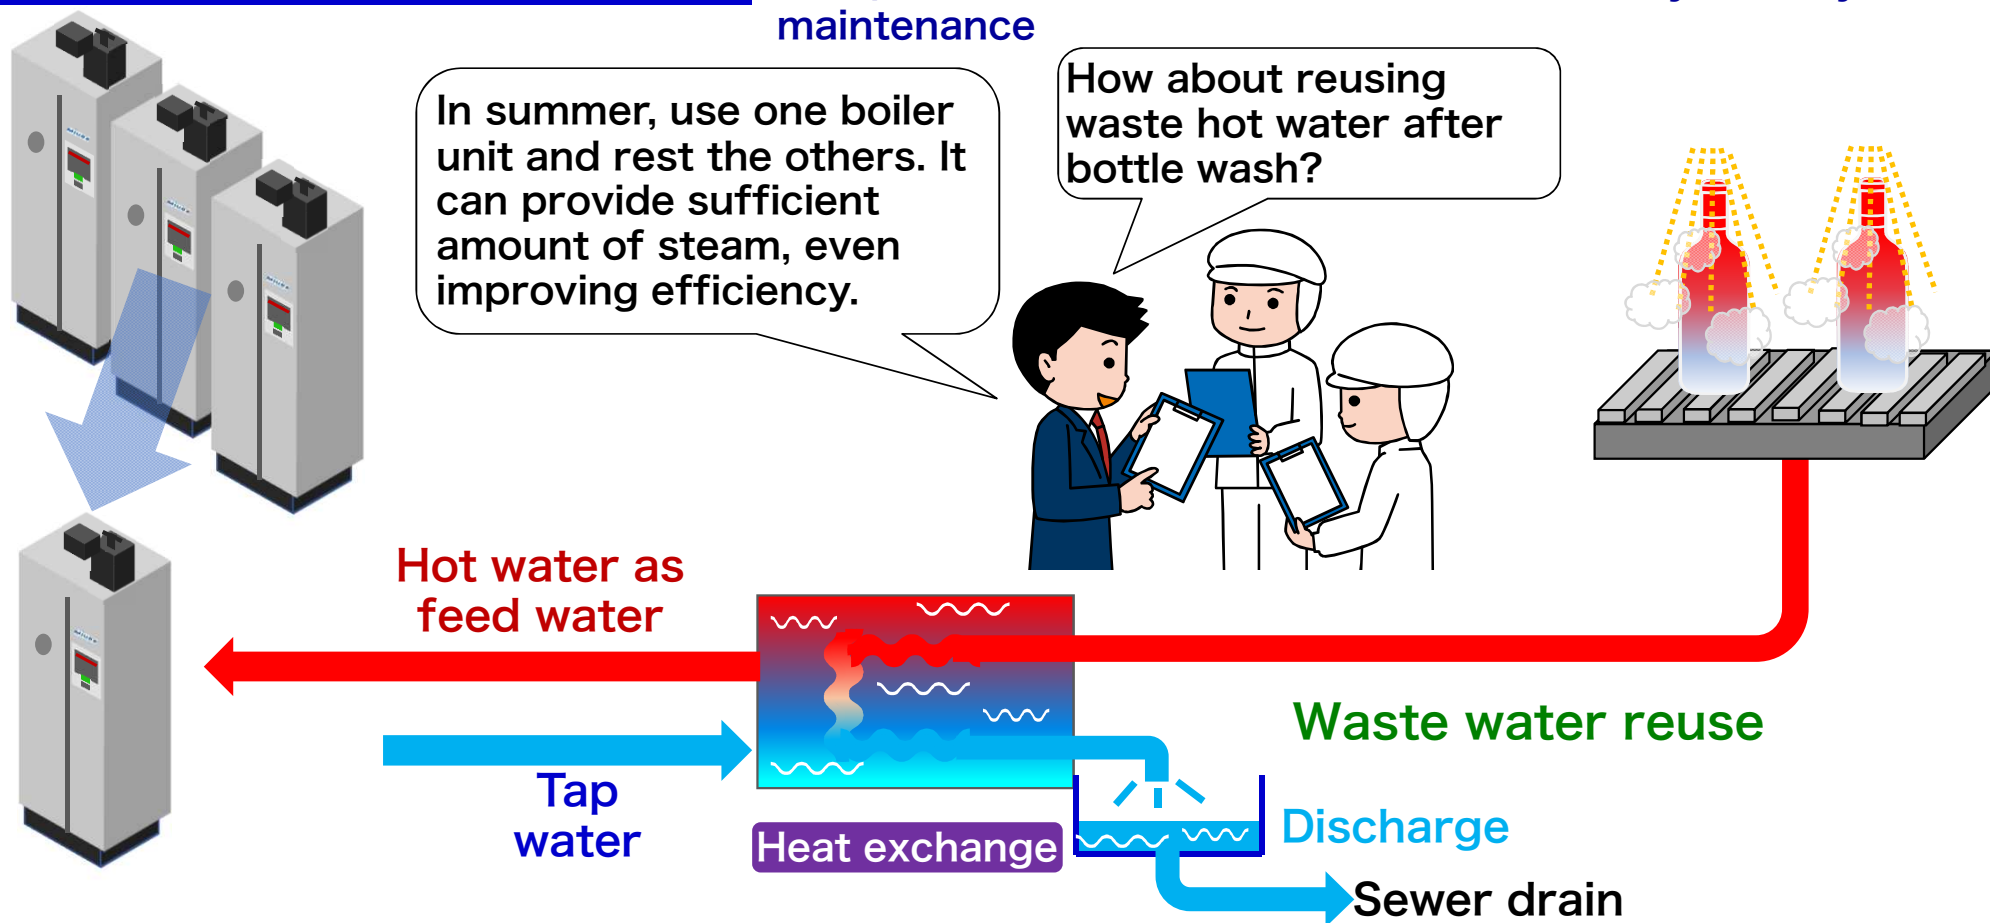 maintenance
In summer, use one boiler
unit and rest the others. It
can provide sufficient
amount of steam, even
improving efficiency.
How about reusing
waste hot water after
bottle wash?
Hot water as
feed water
Waste water reuse
Tap
water
Heat exchange
Discharge
Sewer drain